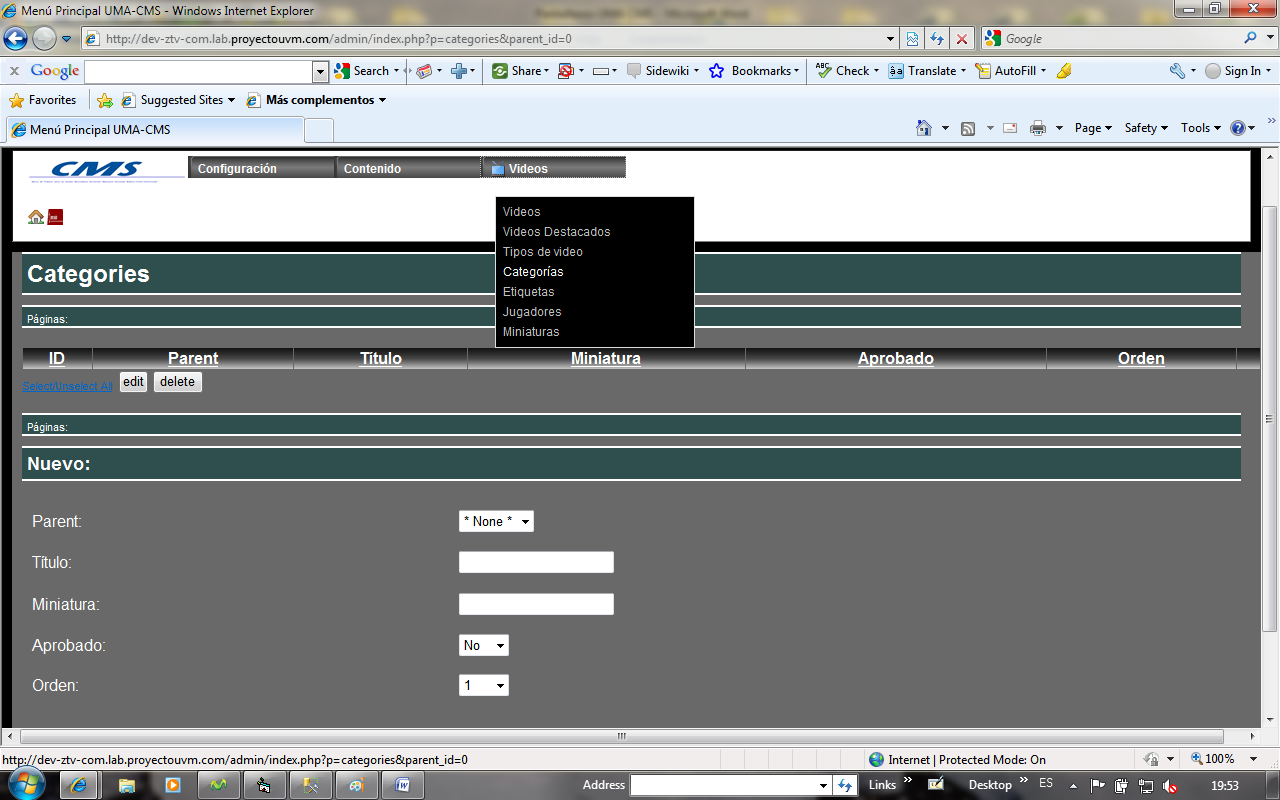 Menú Principal UMA-CMS - Windows Internet Explorer
http://dev-ztv-com.lab.proyectouvm.com/admin/index.php?p=categories&parent_id=0
Google
x Google Search Share Sidewiki Bookmarks Check Translate AutoFill Sign In
Favorites Suggested Sites Más complementos
Menú Principal UMA-CMS Page Safety Tools
CMS Configuración Contenido Videos
Videos
Videos Destacados
Tipos de video
Categorías
Etiquetas
Jugadores
Miniaturas
Categories
Páginas:
ID Parent Título Miniatura Aprobado Orden
Select/Unselect All edit delete
Páginas:
Nuevo:
Parent: * None *
Título:
Miniatura:
Aprobado: No
Orden: 1
http://dev-ztv-com.lab.proyectouvm.com/admin/index.php?p=categories&parent_id=0 Internet | Protected Mode: On 100%
Address Links Desktop ES 19:53